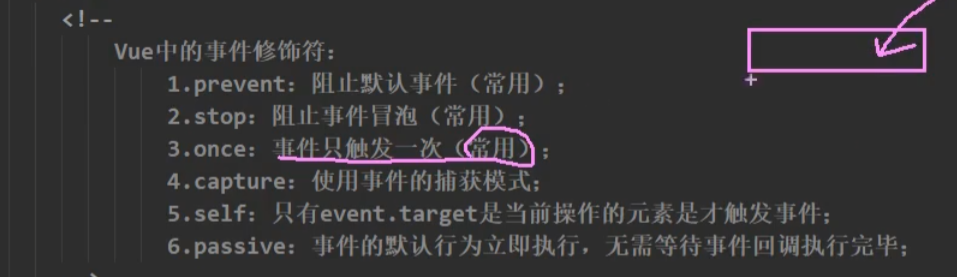 <!--
Vue中的事件修饰符：
1.prevent：阻止默认事件（常用）；
2.stop：阻止事件冒泡（常用）；
3.once：事件只触发一次（常用）；
4.capture：使用事件的捕获模式；
5.self：只有event.target是当前操作的元素是才触发事件；
6.passive：事件的默认行为立即执行，无需等待事件回调执行完毕；